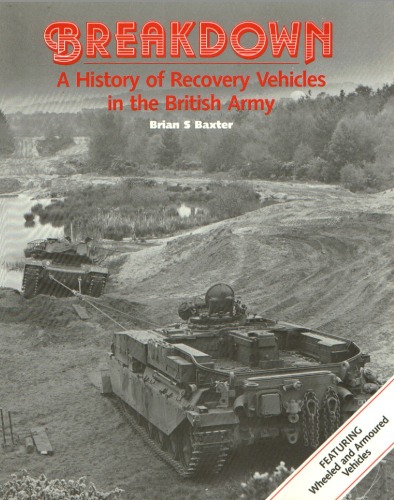 BREAKDOWN
A History of Recovery Vehicles
in the British Army
Brian S Baxter
FEATURING
Wheeled and Armoured
Vehicles